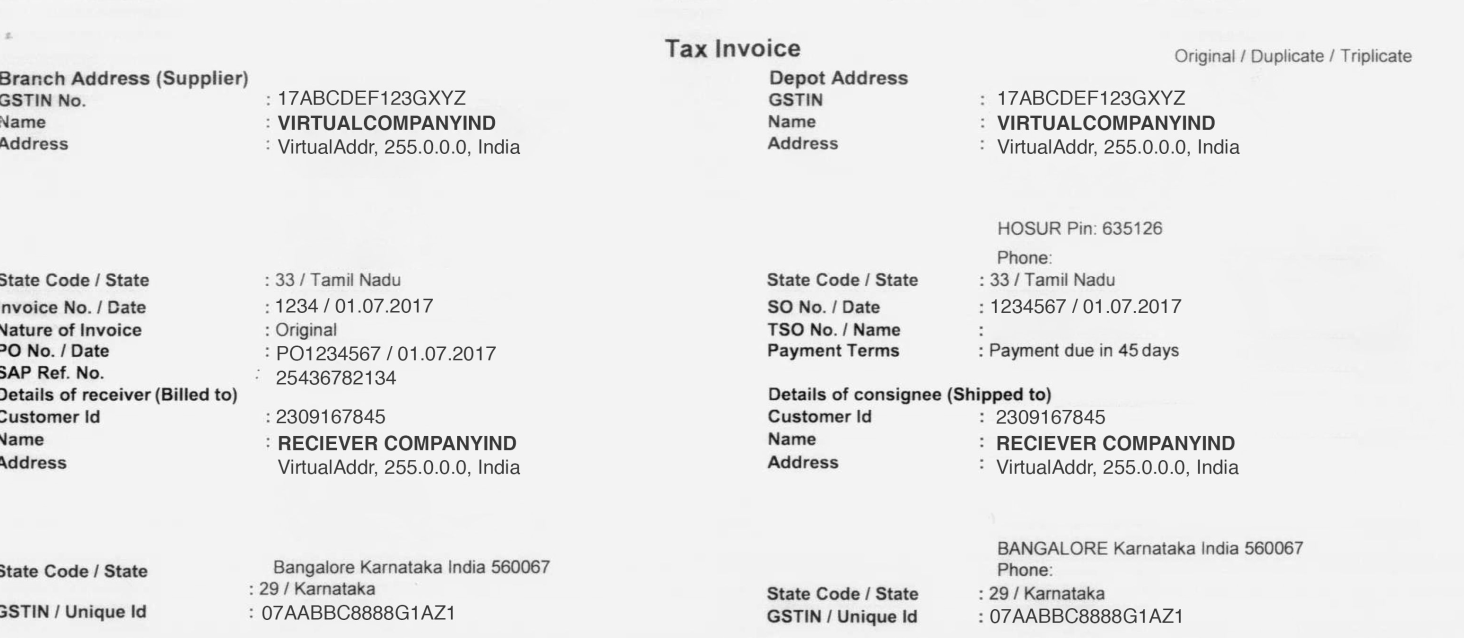 Tax Invoice
Original / Duplicate / Triplicate
Branch Address (Supplier)
GSTIN No. : 17ABCDEF123GXYZ
Name : VIRTUALCOMPANYIND
Address : VirtualAddr, 255.0.0.0, India
State Code / State : 33 / Tamil Nadu
Invoice No. / Date : 1234 / 01.07.2017
Nature of Invoice : Original
PO No. / Date : PO1234567 / 01.07.2017
SAP Ref. No. : 25436782134
Details of receiver (Billed to)
Customer Id : 2309167845
Name : RECIEVER COMPANYIND
Address VirtualAddr, 255.0.0.0, India
Bangalore Karnataka India 560067
State Code / State : 29 / Karnataka
GSTIN / Unique Id : 07AABBC8888G1AZ1
Depot Address
GSTIN : 17ABCDEF123GXYZ
Name : VIRTUALCOMPANYIND
Address : VirtualAddr, 255.0.0.0, India
HOSUR Pin: 635126
Phone:
State Code / State : 33 / Tamil Nadu
SO No. / Date : 1234567 / 01.07.2017
TSO No. / Name :
Payment Terms : Payment due in 45 days
Details of consignee (Shipped to)
Customer Id : 2309167845
Name : RECIEVER COMPANYIND
Address : VirtualAddr, 255.0.0.0, India
BANGALORE Karnataka India 560067
Phone:
State Code / State : 29 / Karnataka
GSTIN / Unique Id : 07AABBC8888G1AZ1